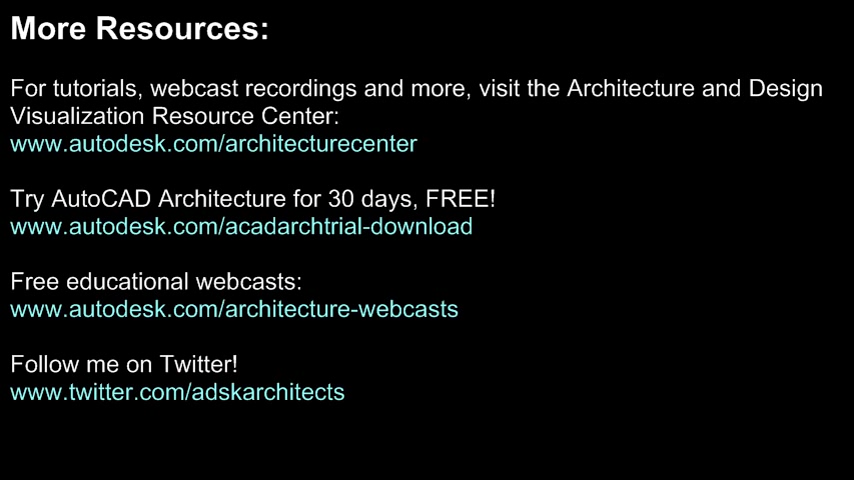 More Resources:
For tutorials, webcast recordings and more, visit the Architecture and Design
Visualization Resource Center:
www.autodesk.com/architecturecenter
Try AutoCAD Architecture for 30 days, FREE!
www.autodesk.com/acadarchtrial-download
Free educational webcasts:
www.autodesk.com/architecture-webcasts
Follow me on Twitter!
www.twitter.com/adskarchitects